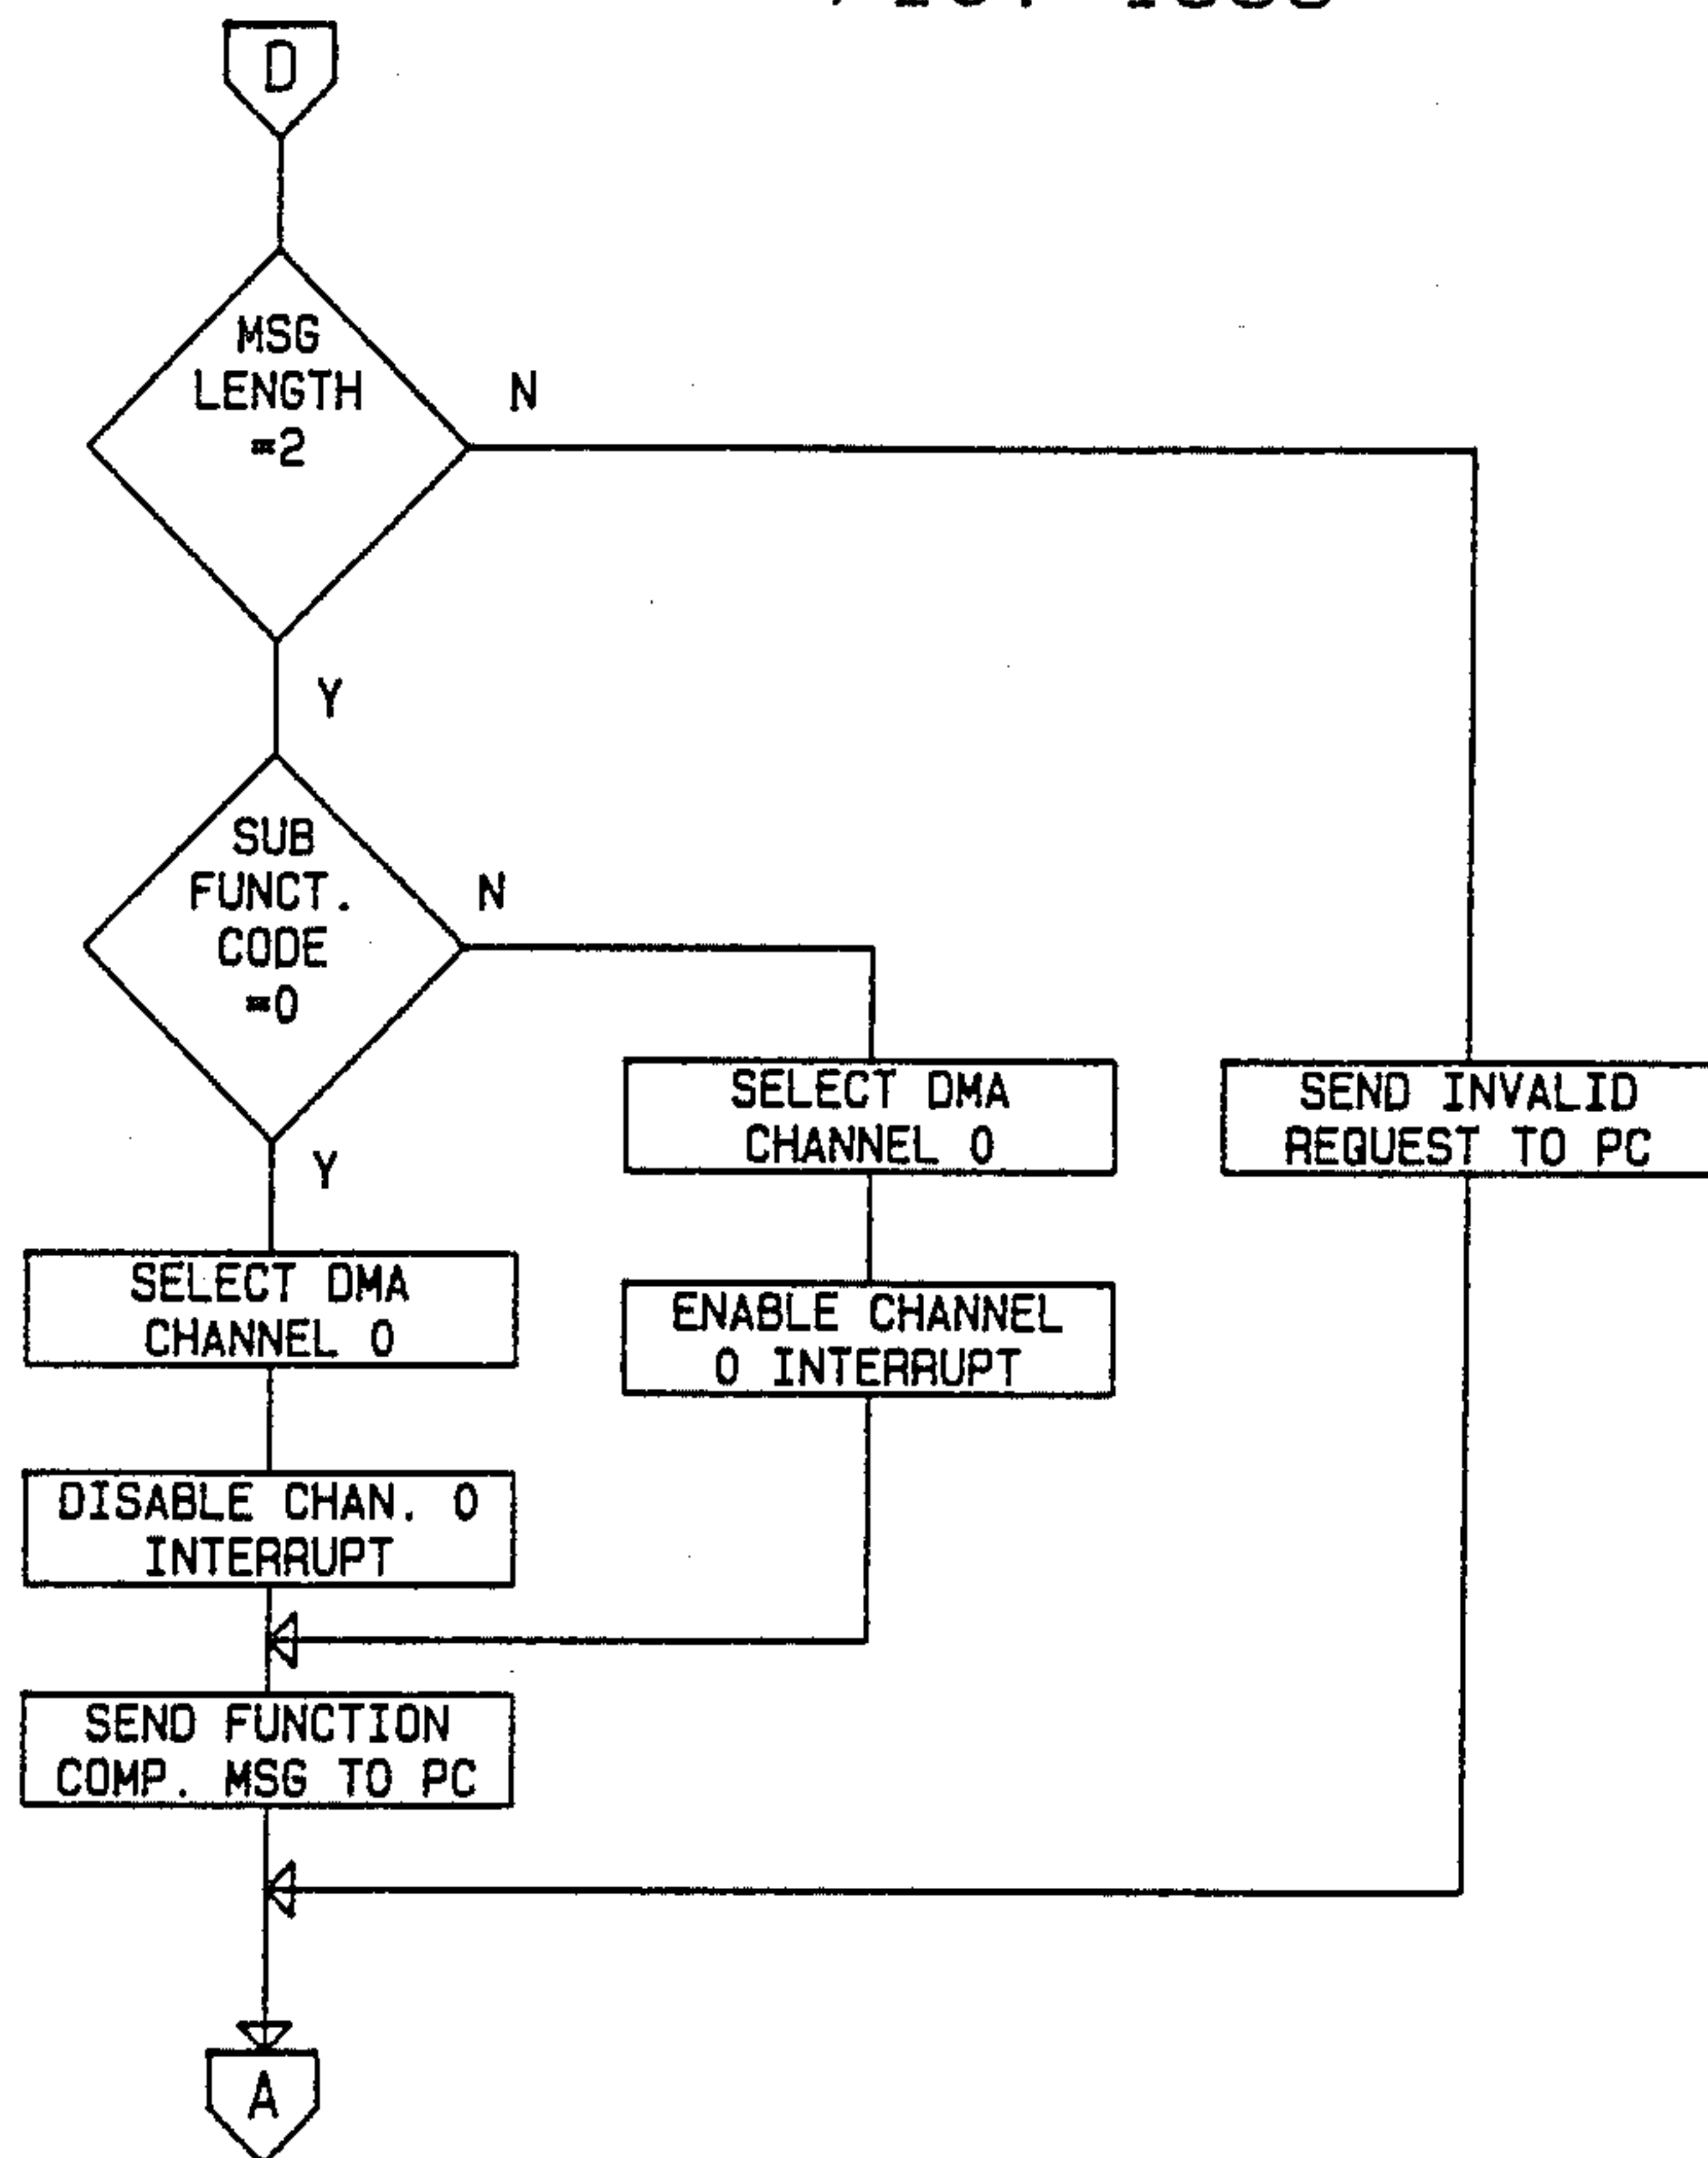 D
MSG
LENGTH
=2
N
Y
SUB
FUNCT.
CODE
=0
N
Y
SELECT DMA
CHANNEL 0
SEND INVALID
REQUEST TO PC
SELECT DMA
CHANNEL 0
ENABLE CHANNEL
0 INTERRUPT
DISABLE CHAN. 0
INTERRUPT
SEND FUNCTION
COMP. MSG TO PC
A